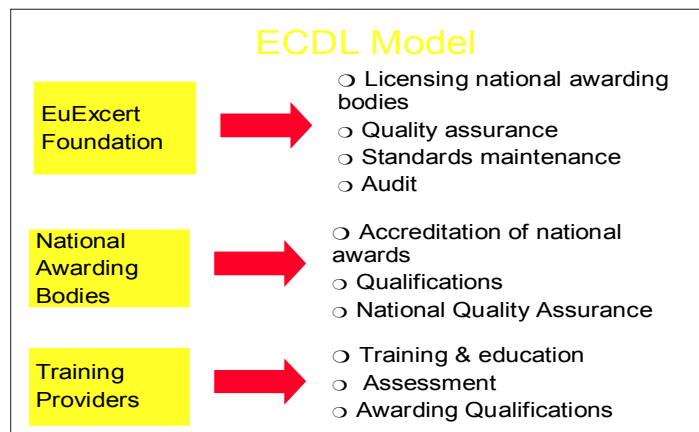 ECDL Model
EuExcert
Foundation
❍ Licensing national awarding
bodies
❍ Quality assurance
❍ Standards maintenance
❍ Audit
National
Awarding
Bodies
❍ Accreditation of national
awards
❍ Qualifications
❍ National Quality Assurance
Training
Providers
❍ Training & education
❍ Assessment
❍ Awarding Qualifications